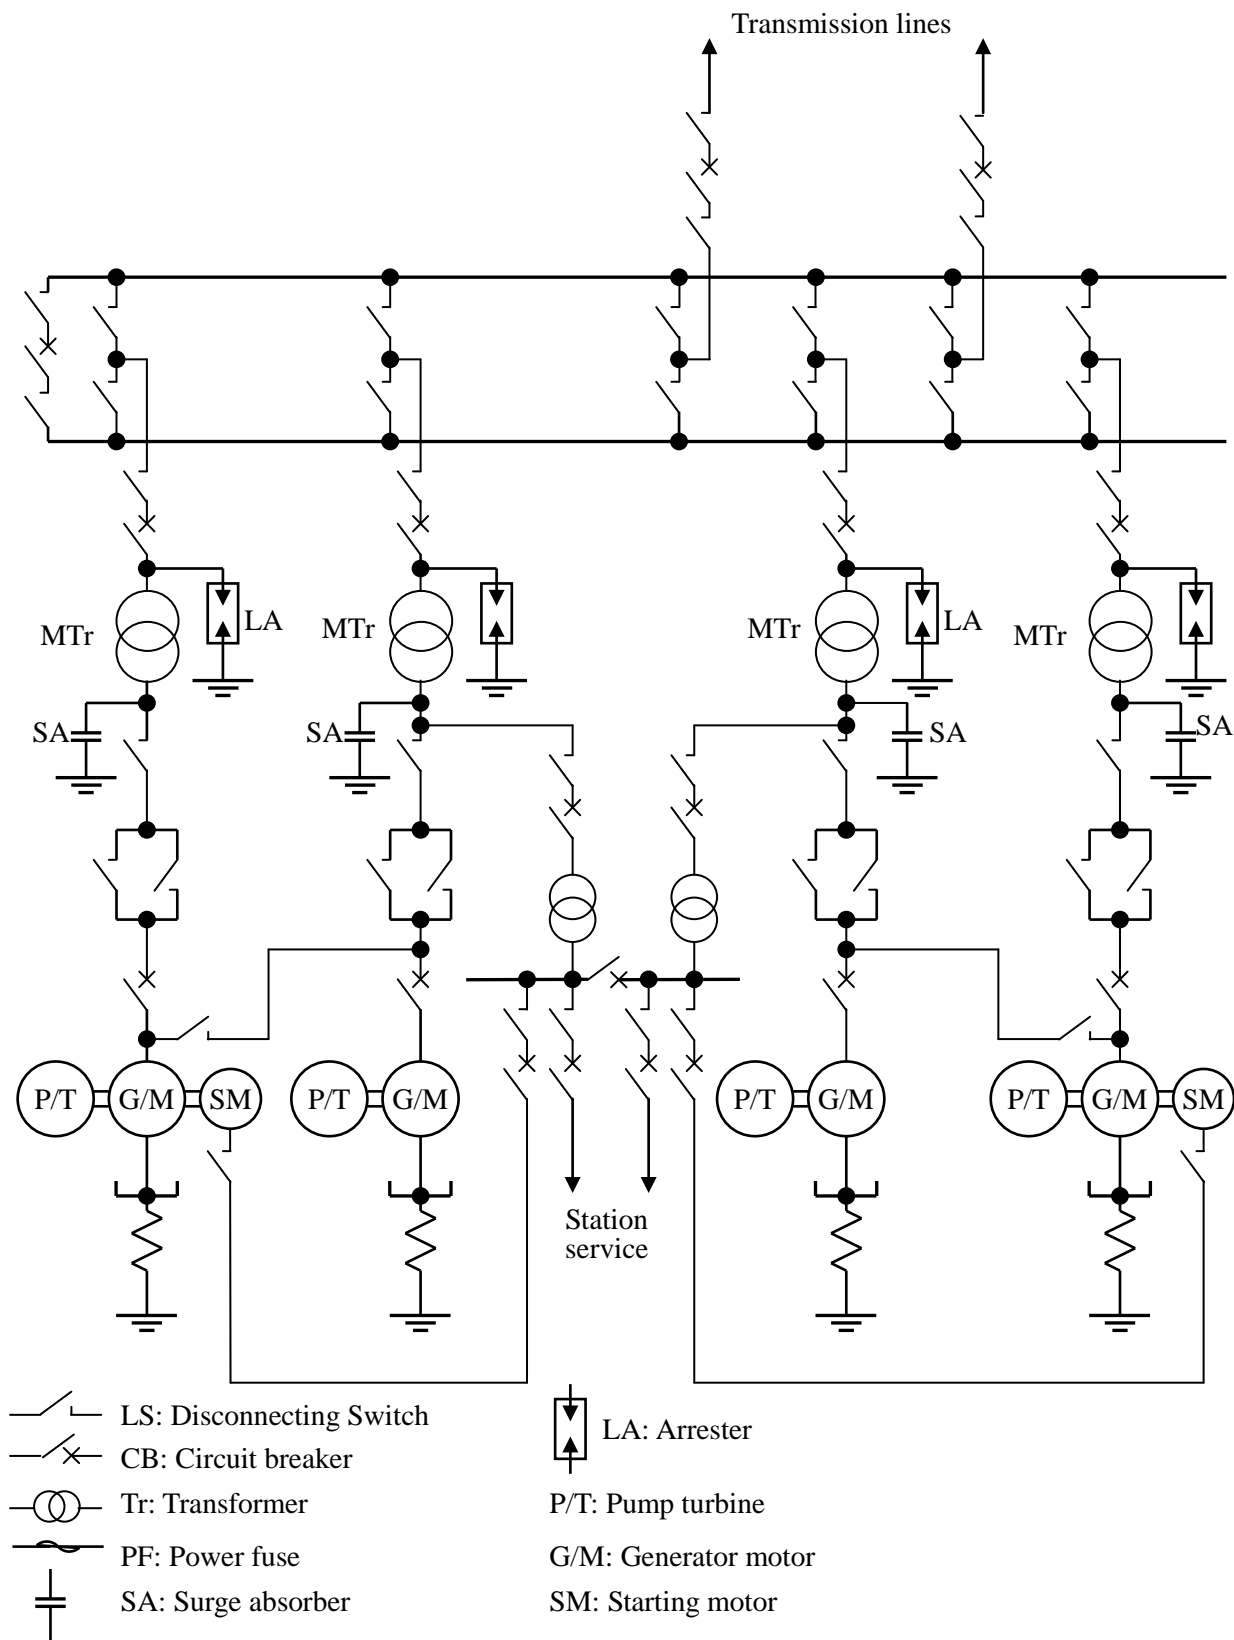 Transmission lines
MTr
LA
MTr
MTr
LA
MTr
SA
SA
SA
SA
P/T
G/M
SM
P/T
G/M
P/T
G/M
P/T
G/M
SM
Station
service
LS: Disconnecting Switch
CB: Circuit breaker
Tr: Transformer
PF: Power fuse
SA: Surge absorber
LA: Arrester
P/T: Pump turbine
G/M: Generator motor
SM: Starting motor